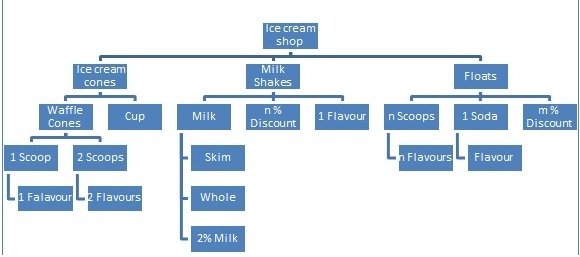 Ice cream
shop
Ice cream
cones
Milk
Shakes
Floats
Waffle
Cones
Cup
Milk
n %
Discount
1 Flavour
n Scoops
1 Soda
m %
Discount
1 Scoop
2 Scoops
Skim
n Flavours
Flavour
1 Falavour
2 Flavours
Whole
2% Milk